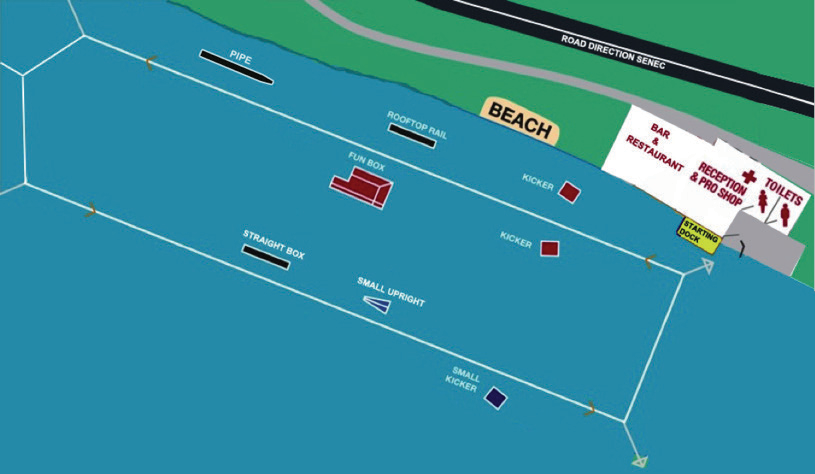 ROAD DIRECTION SENEC
PIPE
ROOFTOP RAIL
BEACH
BAR
&
RESTAURANT
FUN BOX
KICKER
RECEPTION
& PRO SHOP
TOILETS
STARTING
DOCK
KICKER
STRAIGHT BOX
SMALL UPRIGHT
SMALL
KICKER